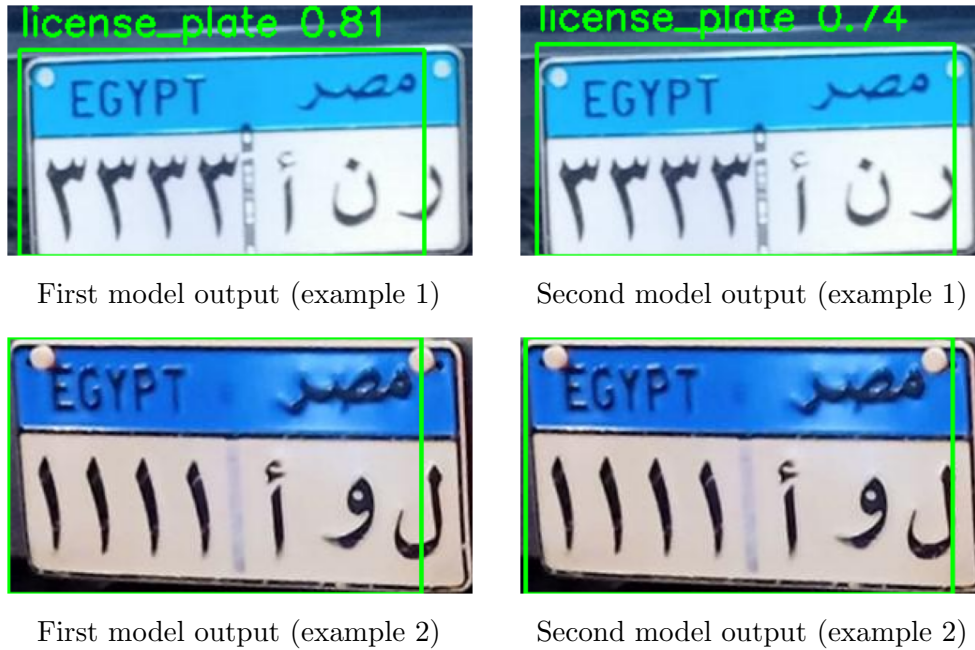 license_plate 0.81
EGYPT مصر
٣٣٣٣ أ ن ر
First model output (example 1)
license_plate 0.74
EGYPT مصر
٣٣٣٣ أ ن ر
Second model output (example 1)
EGYPT مصر
١١١١ أ و ل
First model output (example 2)
EGYPT مصر
١١١١ أ و ل
Second model output (example 2)